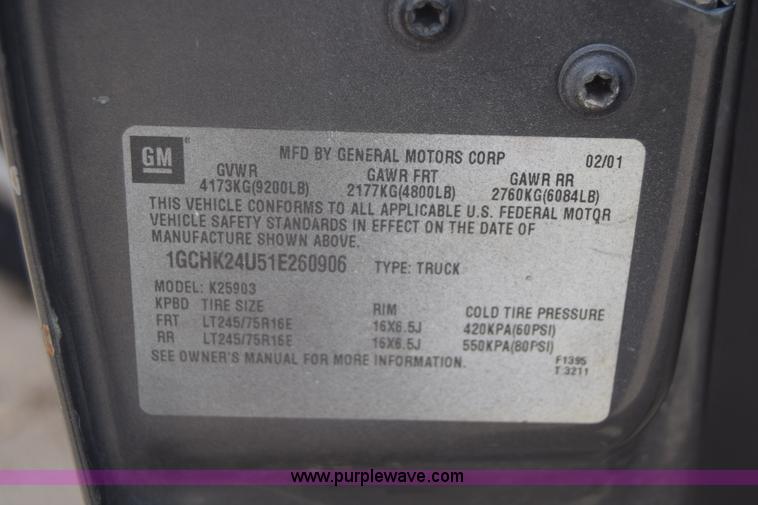 GM
MFD BY GENERAL MOTORS CORP 02/01
GVWR GAWR FRT GAWR RR
4173KG(9200LB) 2177KG(4800LB) 2760KG(6084LB)
THIS VEHICLE CONFORMS TO ALL APPLICABLE U.S. FEDERAL MOTOR
VEHICLE SAFETY STANDARDS IN EFFECT ON THE DATE OF
MANUFACTURE SHOWN ABOVE.
1GCHK24U51E260906 TYPE: TRUCK
MODEL: K25903
KPBD TIRE SIZE RIM COLD TIRE PRESSURE
FRT LT245/75R16E 16X6.5J 420KPA(60PSI)
RR LT245/75R16E 16X6.5J 550KPA(80PSI)
SEE OWNER'S MANUAL FOR MORE INFORMATION.
F1395
T 3211
www.purplewave.com